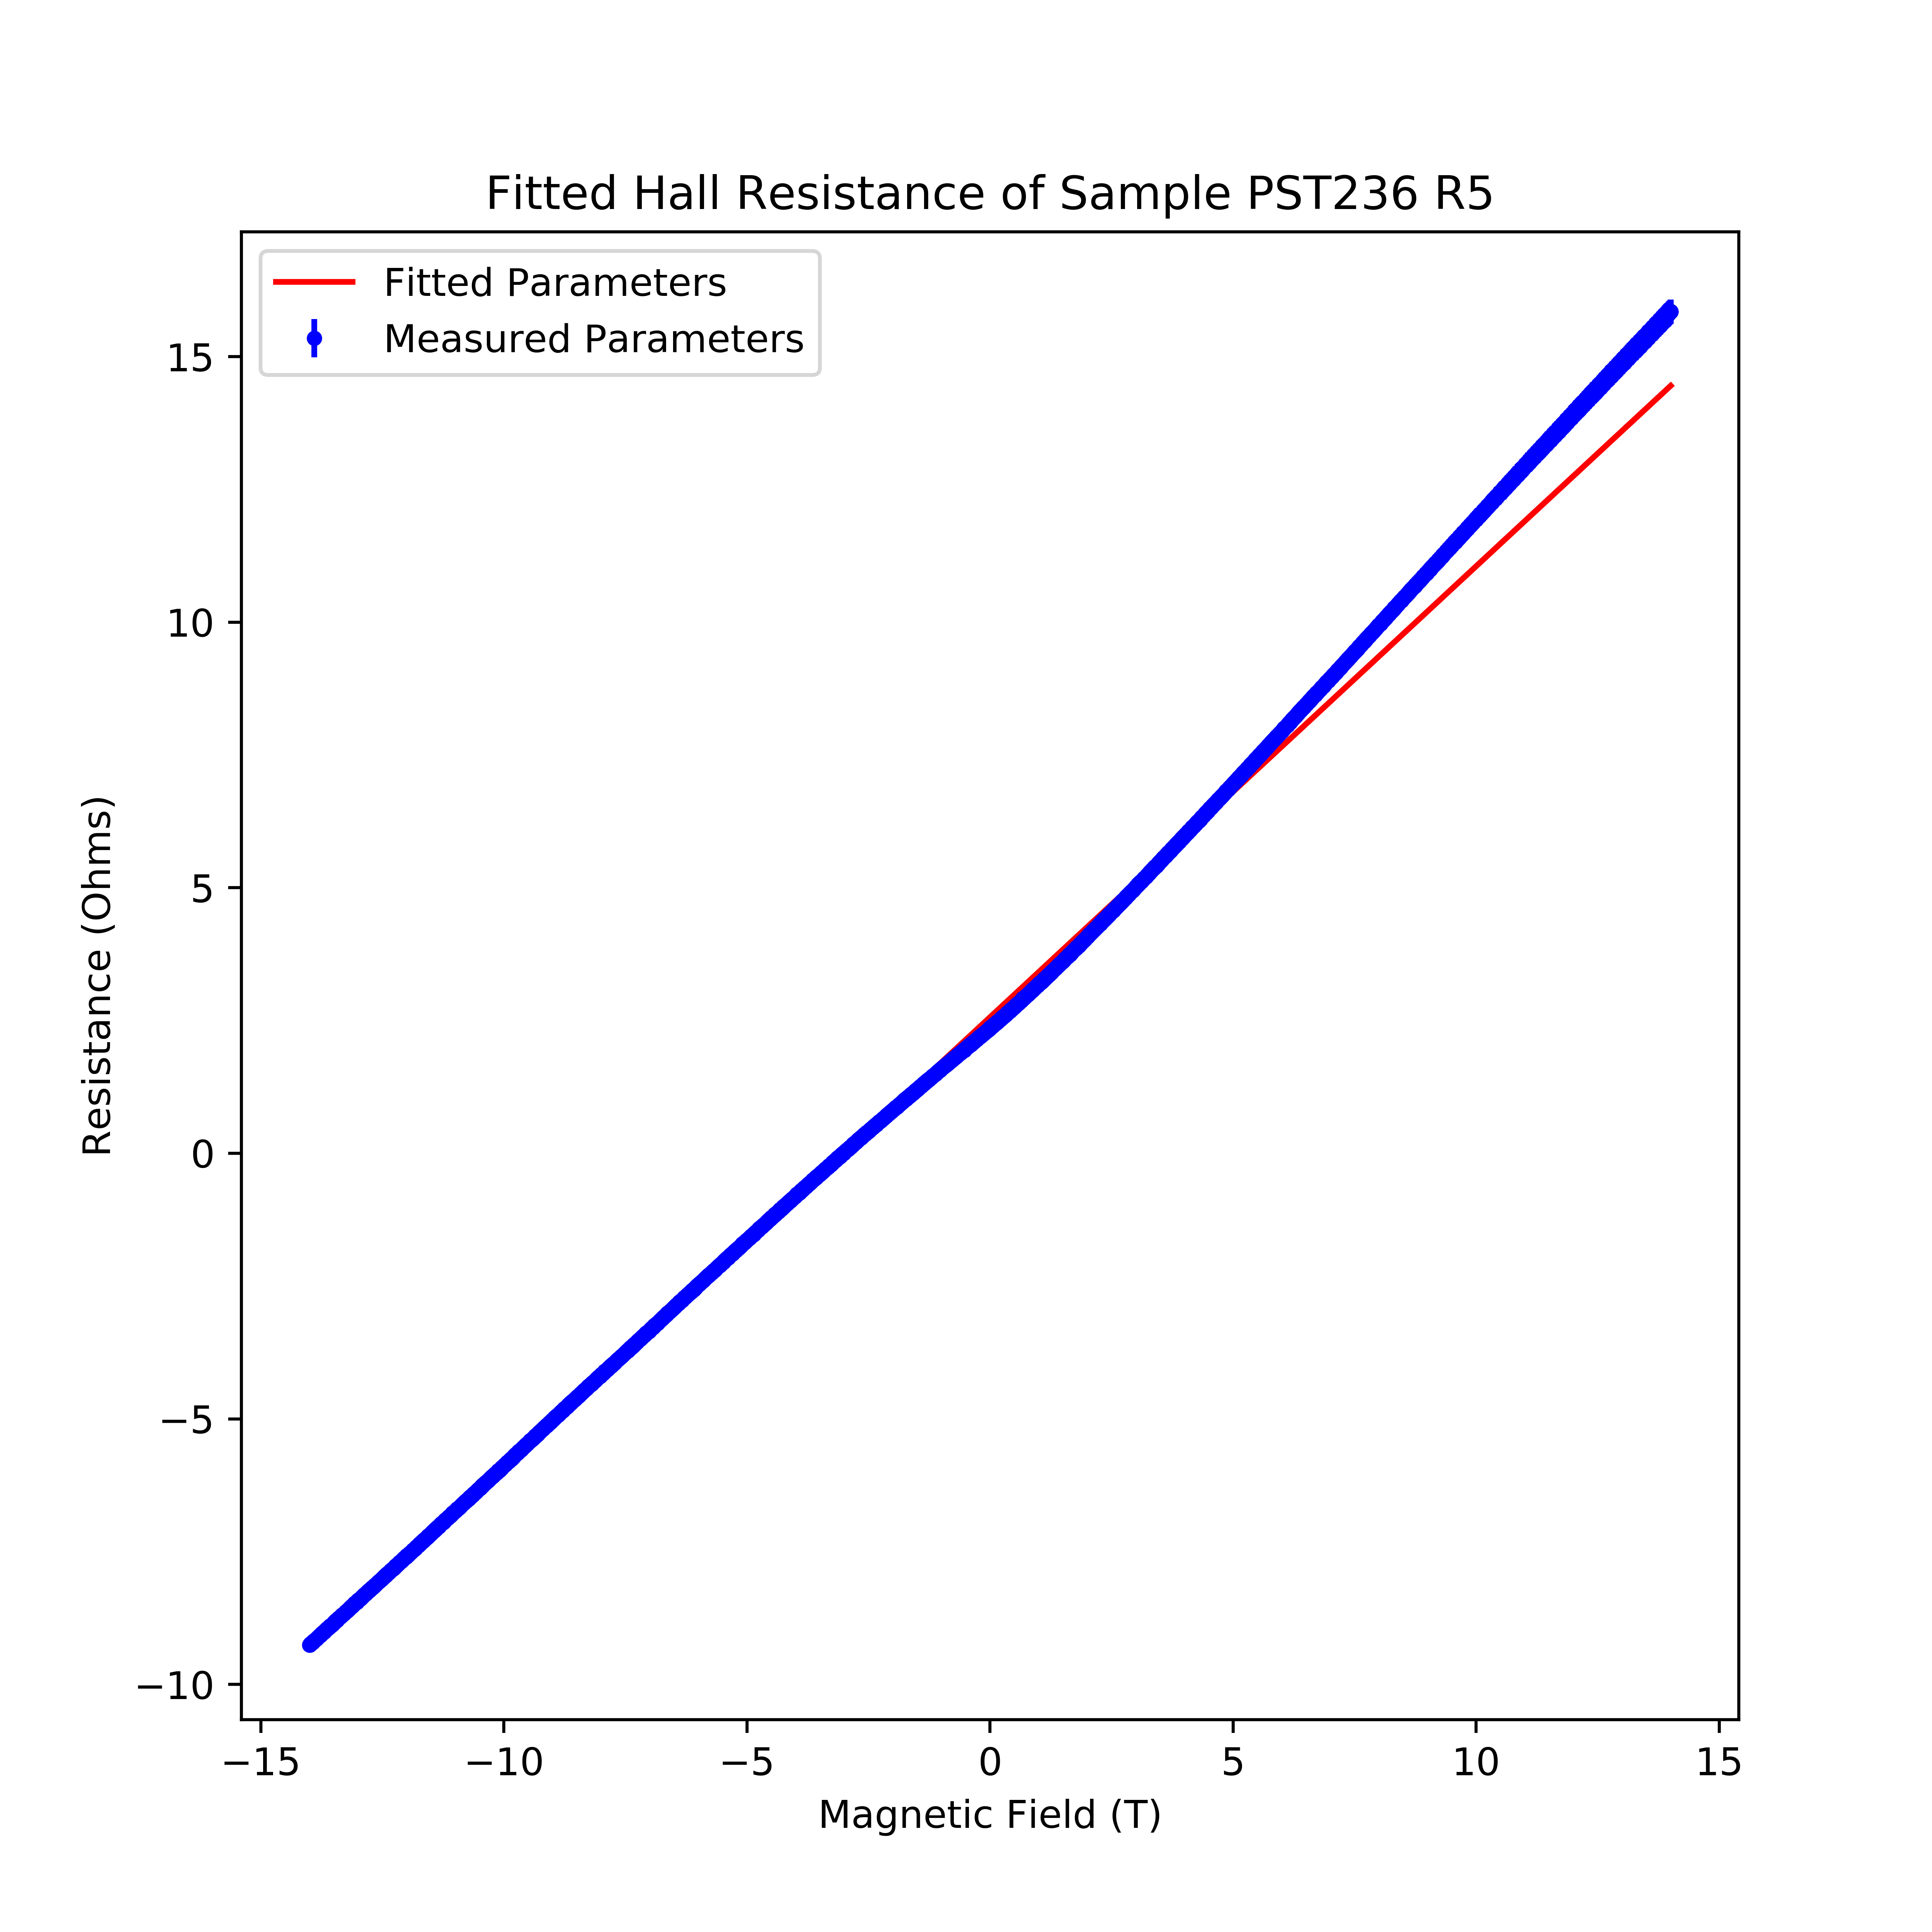 Fitted Hall Resistance of Sample PST236 R5
Fitted Parameters
Measured Parameters
15
10
5
0
−5
−10
Resistance (Ohms)
−15 −10 −5 0 5 10 15
Magnetic Field (T)